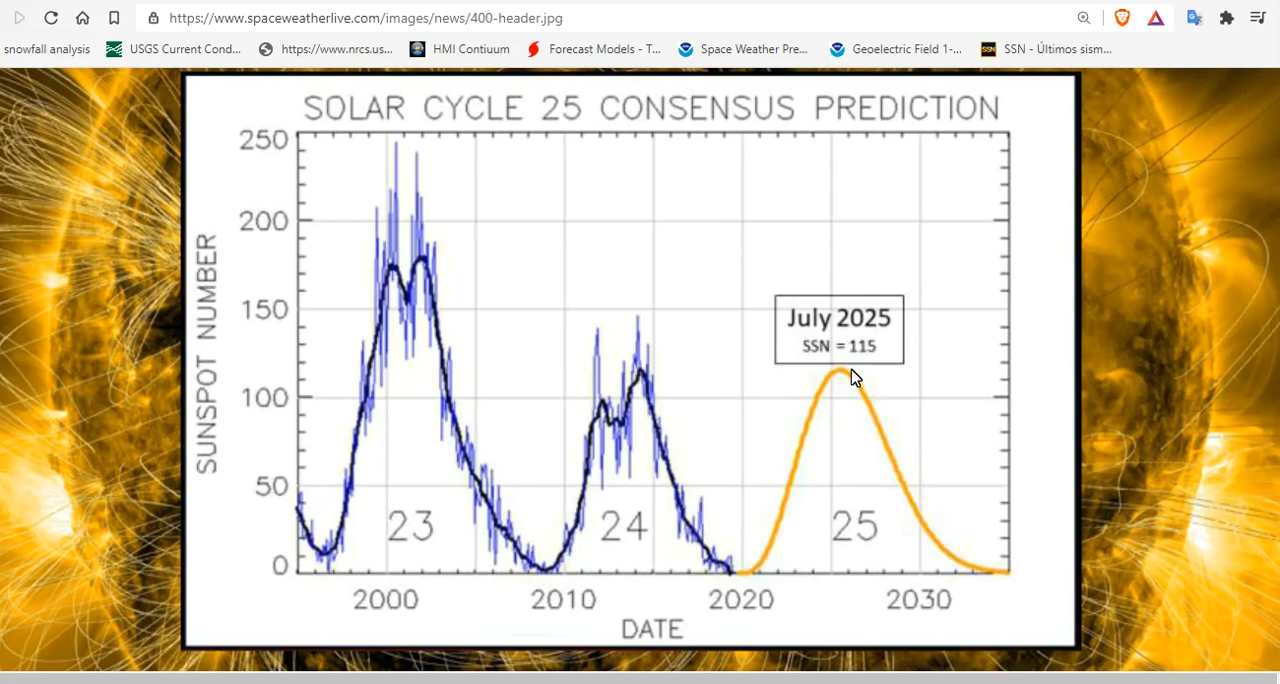 https://www.spaceweatherlive.com/images/news/400-header.jpg
snowfall analysis
USGS Current Cond...
https://www.nrcs.us...
HMI Contiuum
Forecast Models - T...
Space Weather Pre...
Geoelectric Field 1-...
SSN
SSN - Últimos sism...
SOLAR CYCLE 25 CONSENSUS PREDICTION
SUNSPOT NUMBER
250
200
150
100
50
0
July 2025
SSN = 115
23
24
25
2000
2010
2020
2030
DATE